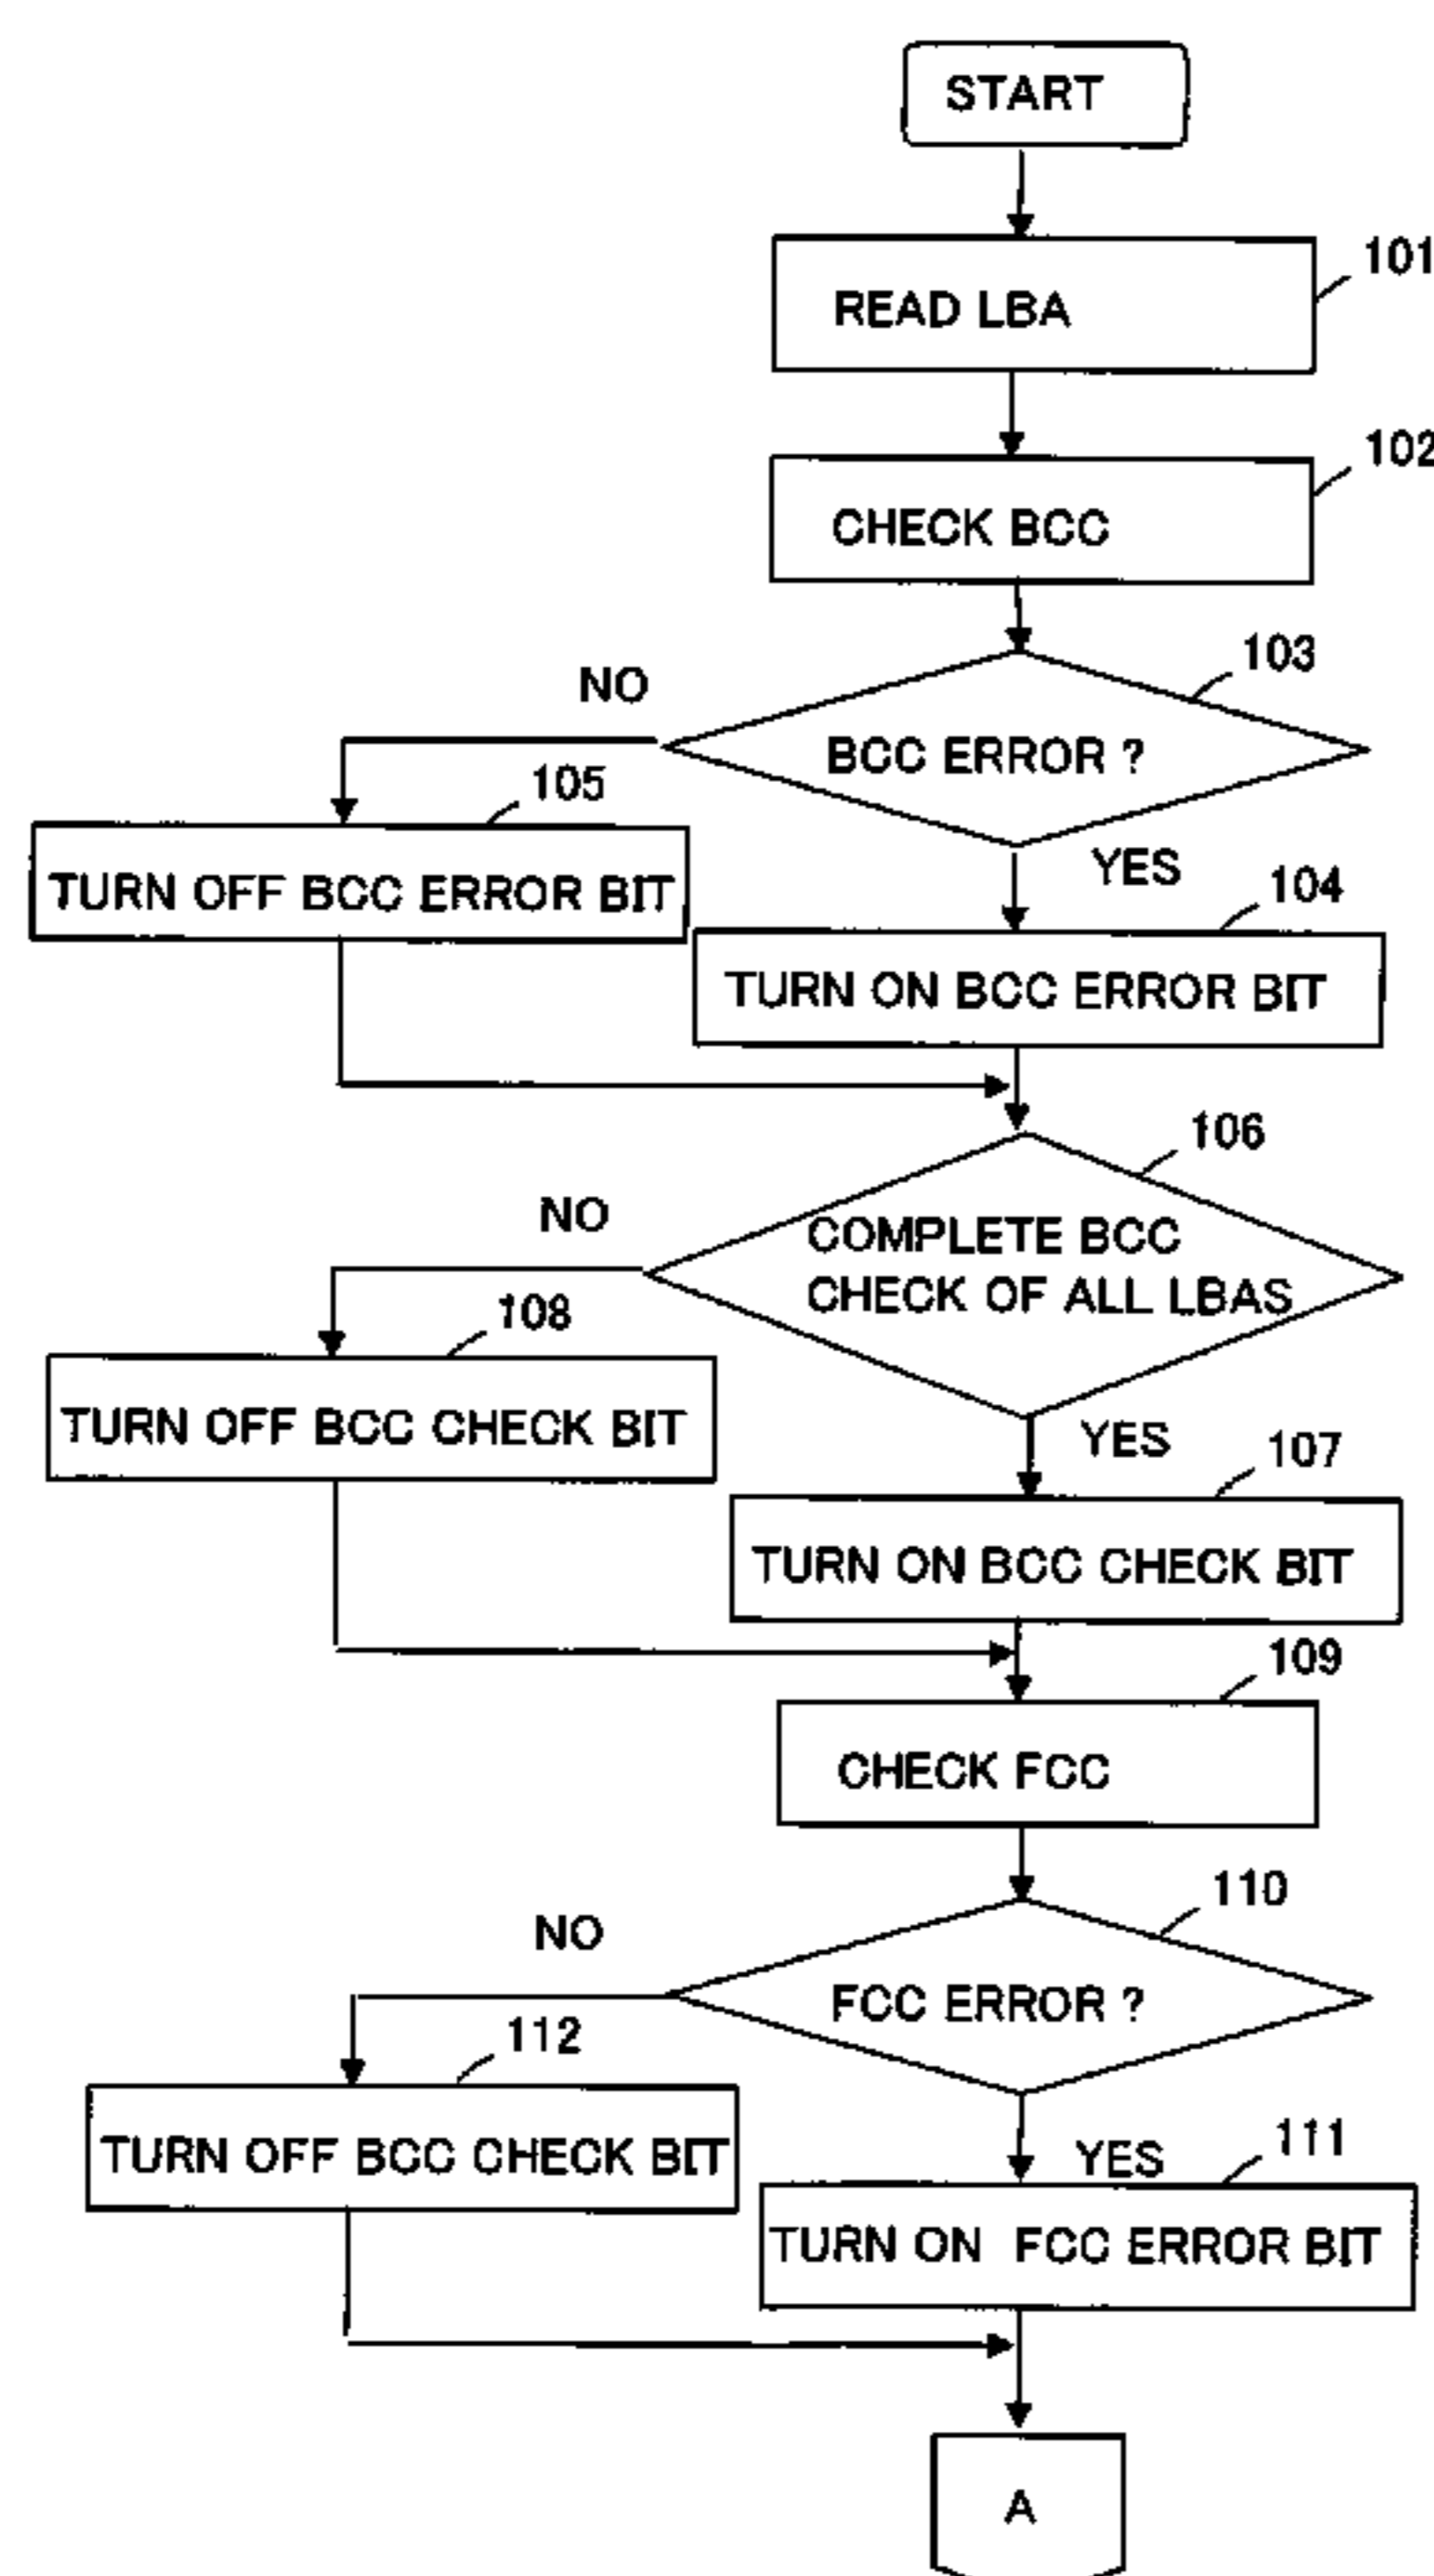 START
101
READ LBA
102
CHECK BCC
103
NO
BCC ERROR ?
105
YES
104
TURN OFF BCC ERROR BIT
TURN ON BCC ERROR BIT
106
NO
COMPLETE BCC
CHECK OF ALL LBAS
108
YES
107
TURN OFF BCC CHECK BIT
TURN ON BCC CHECK BIT
109
CHECK FCC
110
NO
FCC ERROR ?
112
YES
111
TURN OFF BCC CHECK BIT
TURN ON FCC ERROR BIT
A